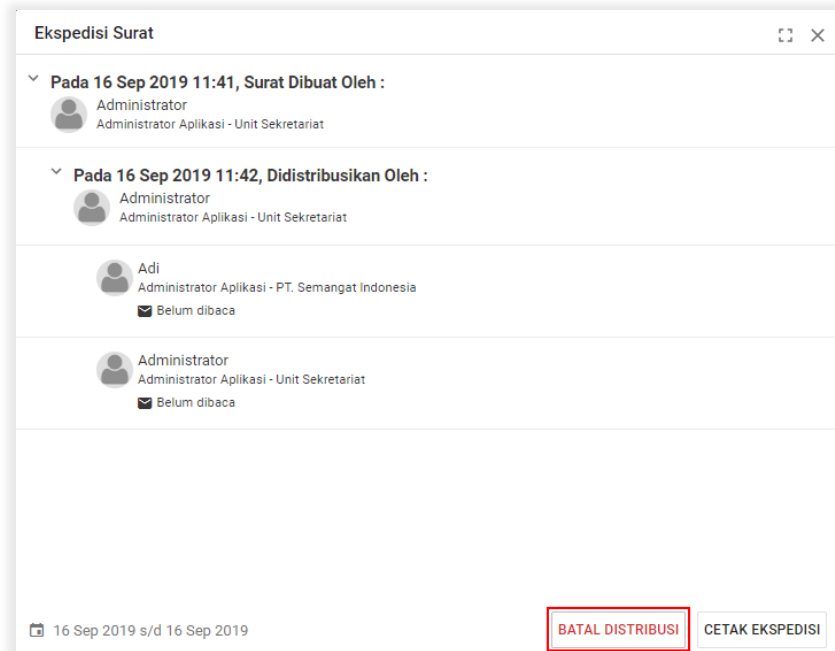 Ekspedisi Surat
Pada 16 Sep 2019 11:41, Surat Dibuat Oleh :
Administrator
Administrator Aplikasi - Unit Sekretariat
Pada 16 Sep 2019 11:42, Didistribusikan Oleh :
Administrator
Administrator Aplikasi - Unit Sekretariat
Adi
Administrator Aplikasi - PT. Semangat Indonesia
Belum dibaca
Administrator
Administrator Aplikasi - Unit Sekretariat
Belum dibaca
16 Sep 2019 s/d 16 Sep 2019
BATAL DISTRIBUSI
CETAK EKSPEDISI